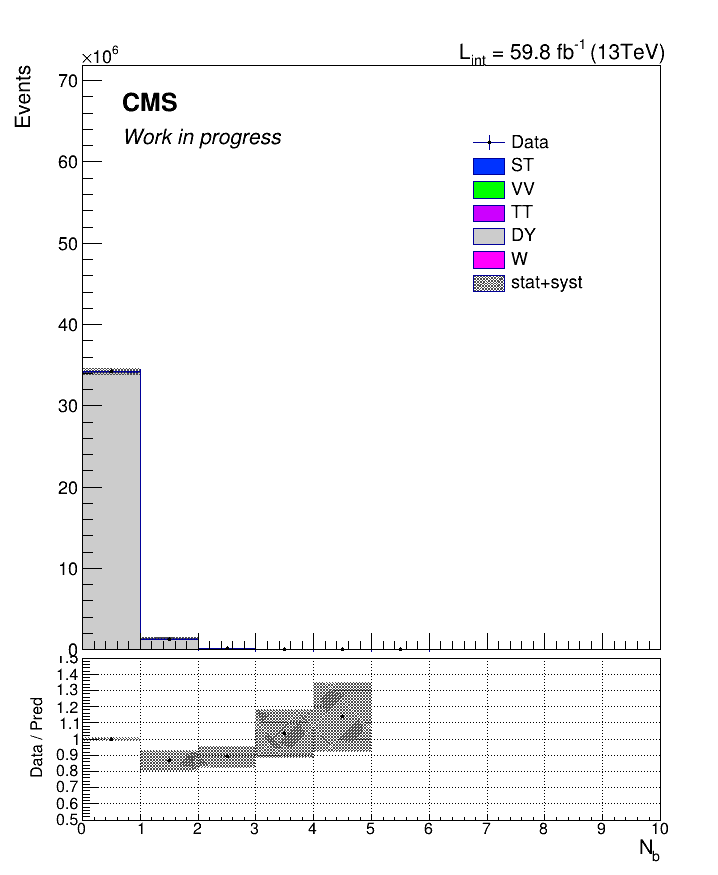 ×10⁶
L_int = 59.8 fb⁻¹ (13TeV)
Events
CMS
Work in progress
Data
ST
VV
TT
DY
W
stat+syst
70
60
50
40
30
20
10
0
Data / Pred
1.5
1.4
1.3
1.2
1.1
1
0.9
0.8
0.7
0.6
0.5
0 1 2 3 4 5 6 7 8 9 10
N_b